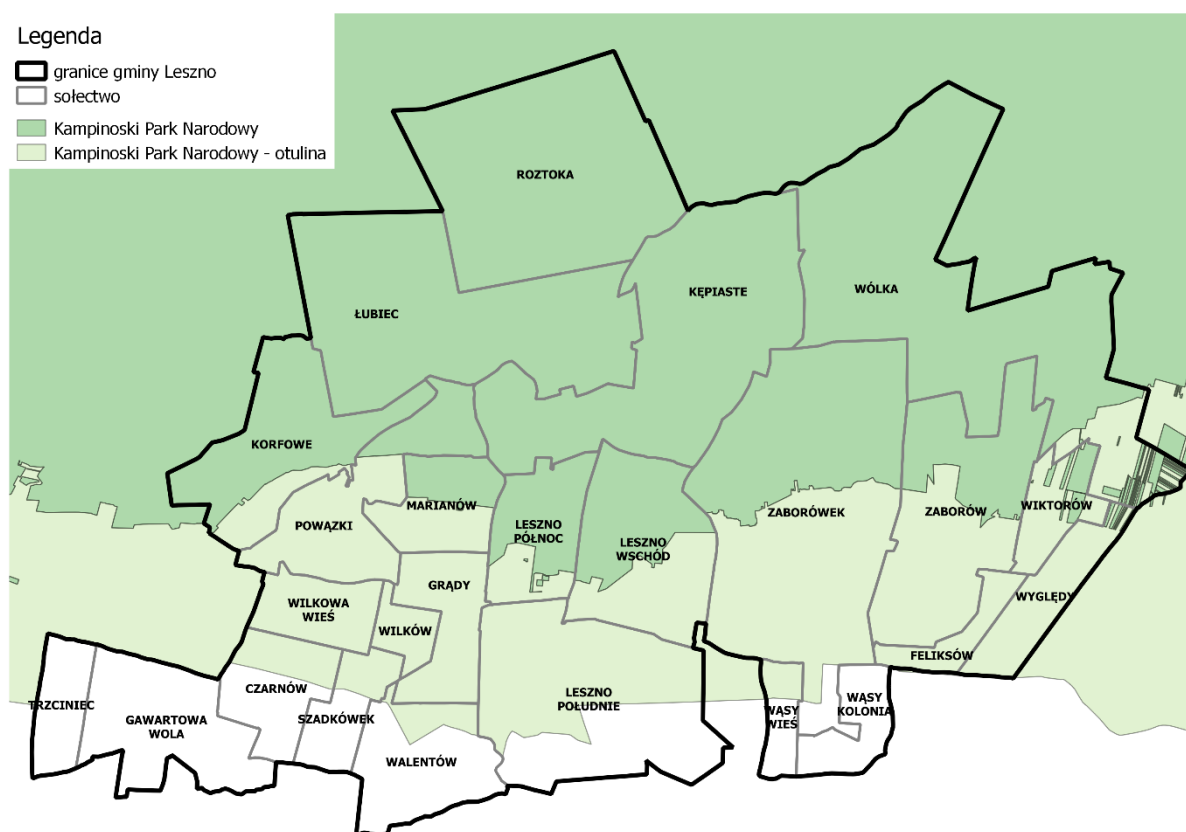 Legenda
granice gminy Leszno
sołectwo
Kampinoski Park Narodowy
Kampinoski Park Narodowy - otulina
ROZTOKA
KĘPIASTE
WÓLKA
ŁUBIEC
KORFOWE
MARIANÓW
POWĄZKI
LESZNO
PÓŁNOC
LESZNO
WSCHÓD
ZABORÓWEK
ZABORÓW
WIKTORÓW
GRĄDY
WILKOWA
WIEŚ
WILKÓW
WYGLĘDY
FELIKSÓW
CZARNÓW
TRZCINIEC
GAWARTOWA
WOLA
SZADKÓWEK
LESZNO
POŁUDNIE
WĄSY
WIEŚ
WĄSY
KOLONIA
WALENTÓW